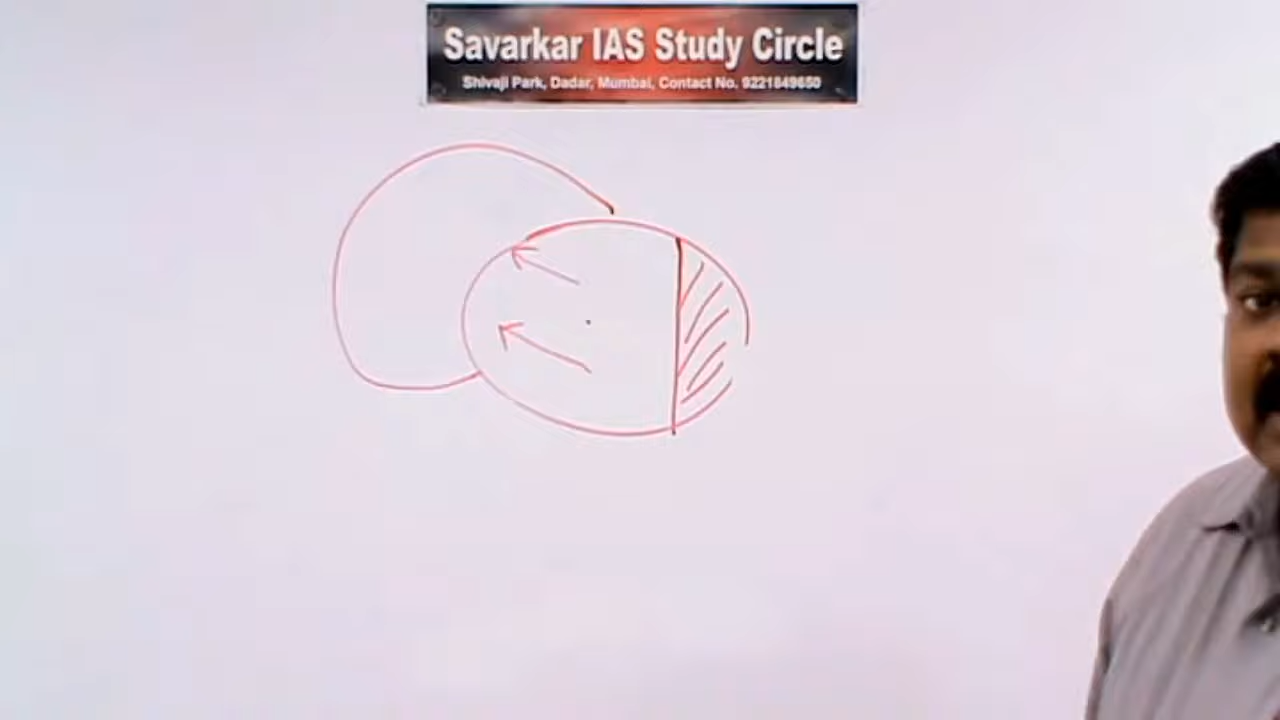 Savarkar IAS Study Circle
Shivaji Park, Dadar, Mumbai, Contact No. 9221849650